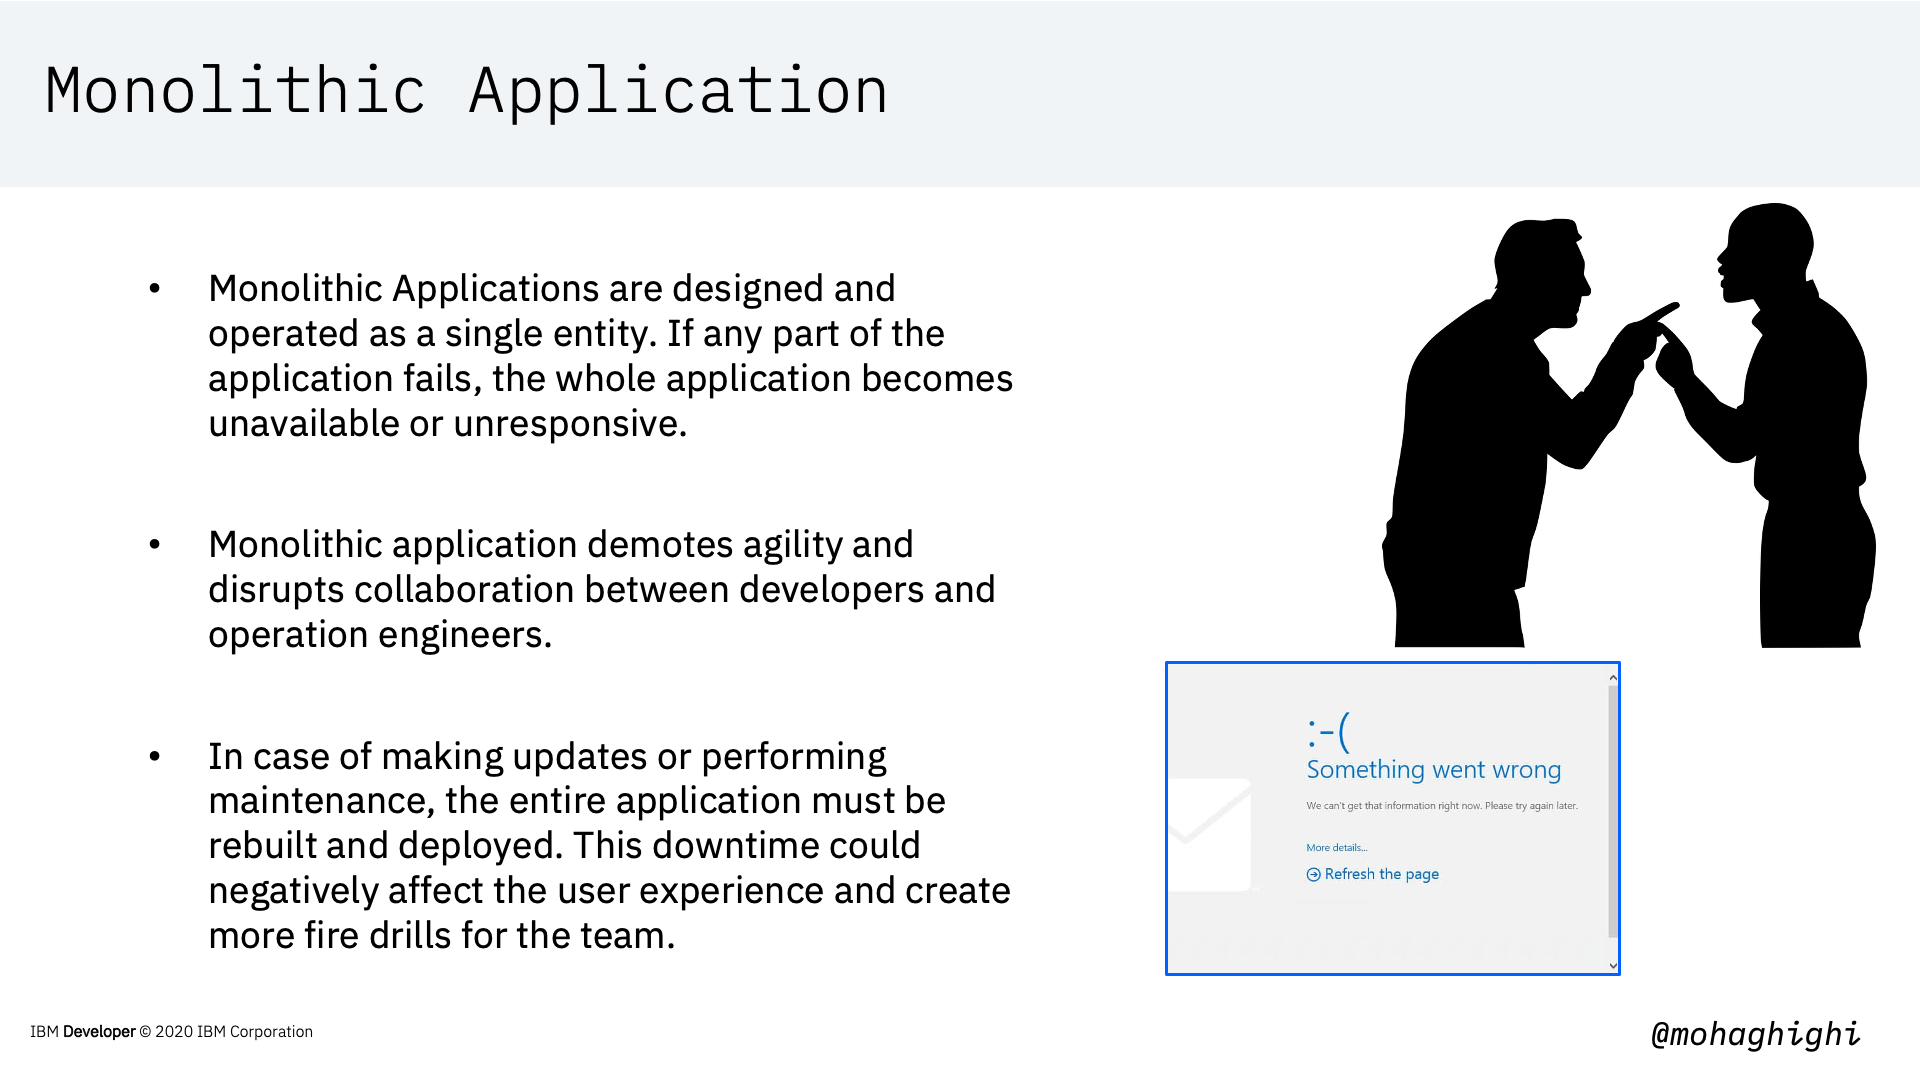 Monolithic Application
• Monolithic Applications are designed and
operated as a single entity. If any part of the
application fails, the whole application becomes
unavailable or unresponsive.
• Monolithic application demotes agility and
disrupts collaboration between developers and
operation engineers.
• In case of making updates or performing
maintenance, the entire application must be
rebuilt and deployed. This downtime could
negatively affect the user experience and create
more fire drills for the team.
:-(
Something went wrong
We can't get that information right now. Please try again later.
More details...
Refresh the page
IBM Developer © 2020 IBM Corporation
@mohaghighi